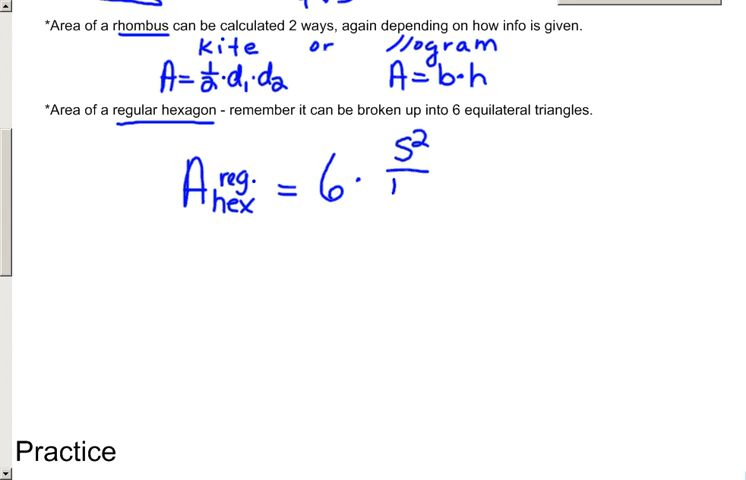 *Area of a rhombus can be calculated 2 ways, again depending on how info is given.
kite or //ogram
A = 1/2 · d₁ · d₂ A = b · h
*Area of a regular hexagon - remember it can be broken up into 6 equilateral triangles.
A reg. hex = 6 · s²
Practice